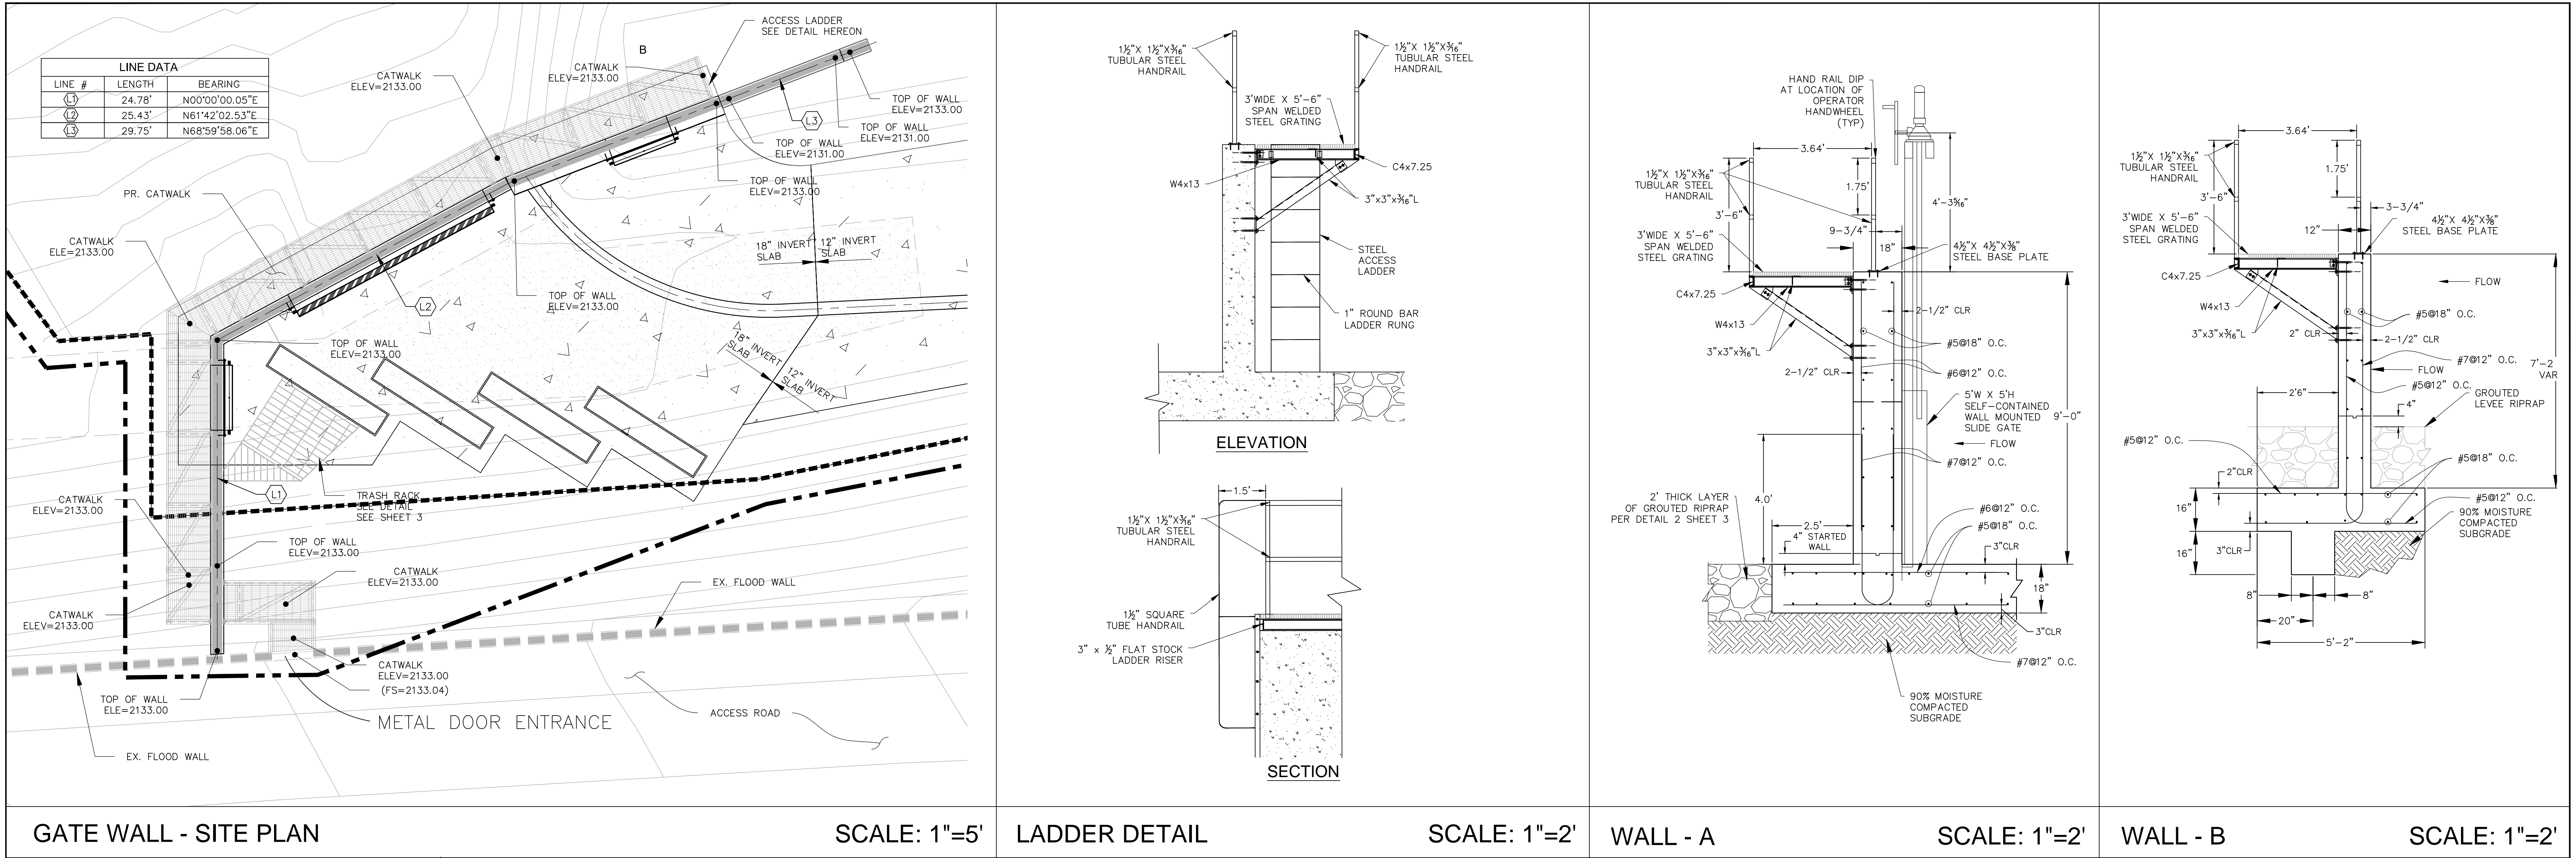 LINE DATA
LINE # LENGTH BEARING
L1 24.78' N00°00'00.05"E
L2 25.43' N61°42'02.53"E
L3 29.75' N68°59'58.06"E
ACCESS LADDER
SEE DETAIL HEREON
B
CATWALK
ELEV=2133.00
CATWALK
ELEV=2133.00
TOP OF WALL
ELEV=2133.00
L3
TOP OF WALL
ELEV=2131.00
TOP OF WALL
ELEV=2131.00
TOP OF WALL
ELEV=2133.00
PR. CATWALK
CATWALK
ELE=2133.00
18" INVERT
SLAB
12" INVERT
SLAB
L2
TOP OF WALL
ELEV=2133.00
TOP OF WALL
ELEV=2133.00
18" INVERT
SLAB
12" INVERT
SLAB
L1
TRASH RACK
SEE DETAIL
SEE SHEET 3
CATWALK
ELEV=2133.00
TOP OF WALL
ELEV=2133.00
CATWALK
ELEV=2133.00
EX. FLOOD WALL
CATWALK
ELEV=2133.00
CATWALK
ELEV=2133.00
(FS=2133.04)
TOP OF WALL
ELE=2133.00
METAL DOOR ENTRANCE
ACCESS ROAD
EX. FLOOD WALL
GATE WALL - SITE PLAN
SCALE: 1"=5'
1½"X 1½"X3⁄16"
TUBULAR STEEL
HANDRAIL
1½"X 1½"X3⁄16"
TUBULAR STEEL
HANDRAIL
3'WIDE X 5'-6"
SPAN WELDED
STEEL GRATING
C4x7.25
W4x13
3"x3"x3⁄16"L
STEEL
ACCESS
LADDER
1" ROUND BAR
LADDER RUNG
ELEVATION
1.5'
1½"X 1½"X3⁄16"
TUBULAR STEEL
HANDRAIL
1½" SQUARE
TUBE HANDRAIL
3" x ½" FLAT STOCK
LADDER RISER
SECTION
LADDER DETAIL
SCALE: 1"=2'
HAND RAIL DIP
AT LOCATION OF
OPERATOR
HANDWHEEL
(TYP)
3.64'
1½"X 1½"X3⁄16"
TUBULAR STEEL
HANDRAIL
1.75'
4'-3⁵⁄16"
3'-6"
9-3/4"
3'WIDE X 5'-6"
SPAN WELDED
STEEL GRATING
18"
4½"X 4½"X⅜"
STEEL BASE PLATE
C4x7.25
2-1/2" CLR
W4x13
3"x3"x3⁄16"L
#5@18" O.C.
2-1/2" CLR
#6@12" O.C.
5'W X 5'H
SELF-CONTAINED
WALL MOUNTED
SLIDE GATE
9'-0"
FLOW
#7@12" O.C.
4.0'
2' THICK LAYER
OF GROUTED RIPRAP
PER DETAIL 2 SHEET 3
2.5'
#6@12" O.C.
#5@18" O.C.
4" STARTED
WALL
3"CLR
18"
3"CLR
#7@12" O.C.
90% MOISTURE
COMPACTED
SUBGRADE
WALL - A
SCALE: 1"=2'
3.64'
1½"X 1½"X3⁄16"
TUBULAR STEEL
HANDRAIL
1.75'
3'-6"
3-3/4"
3'WIDE X 5'-6"
SPAN WELDED
STEEL GRATING
12"
4½"X 4½"X⅜"
STEEL BASE PLATE
C4x7.25
FLOW
W4x13
#5@18" O.C.
3"x3"x3⁄16"L
2" CLR
2-1/2" CLR
#7@12" O.C.
7'-2
VAR
FLOW
#5@12" O.C.
2'6"
GROUTED
LEVEE RIPRAP
4"
#5@12" O.C.
#5@18" O.C.
2"CLR
#5@12" O.C.
16"
90% MOISTURE
COMPACTED
SUBGRADE
16"
3"CLR
8"
8"
20"
5'-2"
WALL - B
SCALE: 1"=2'